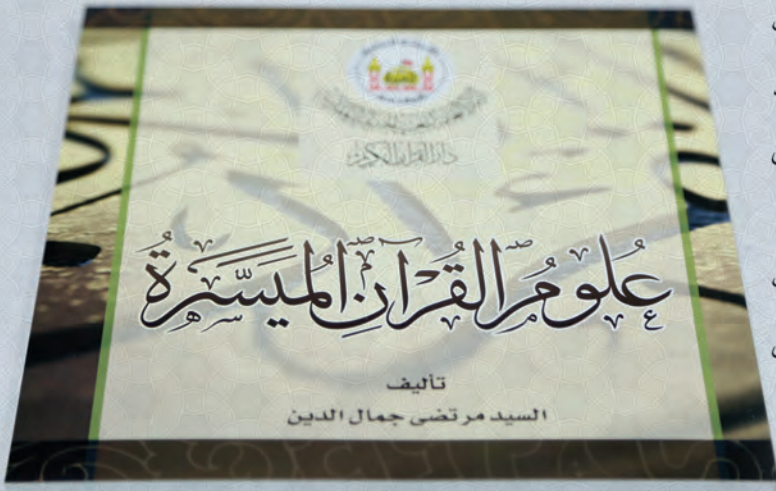 دار القرآن الكريم
علوم القرآن الميسرة
تأليف
السيد مرتضى جمال الدين